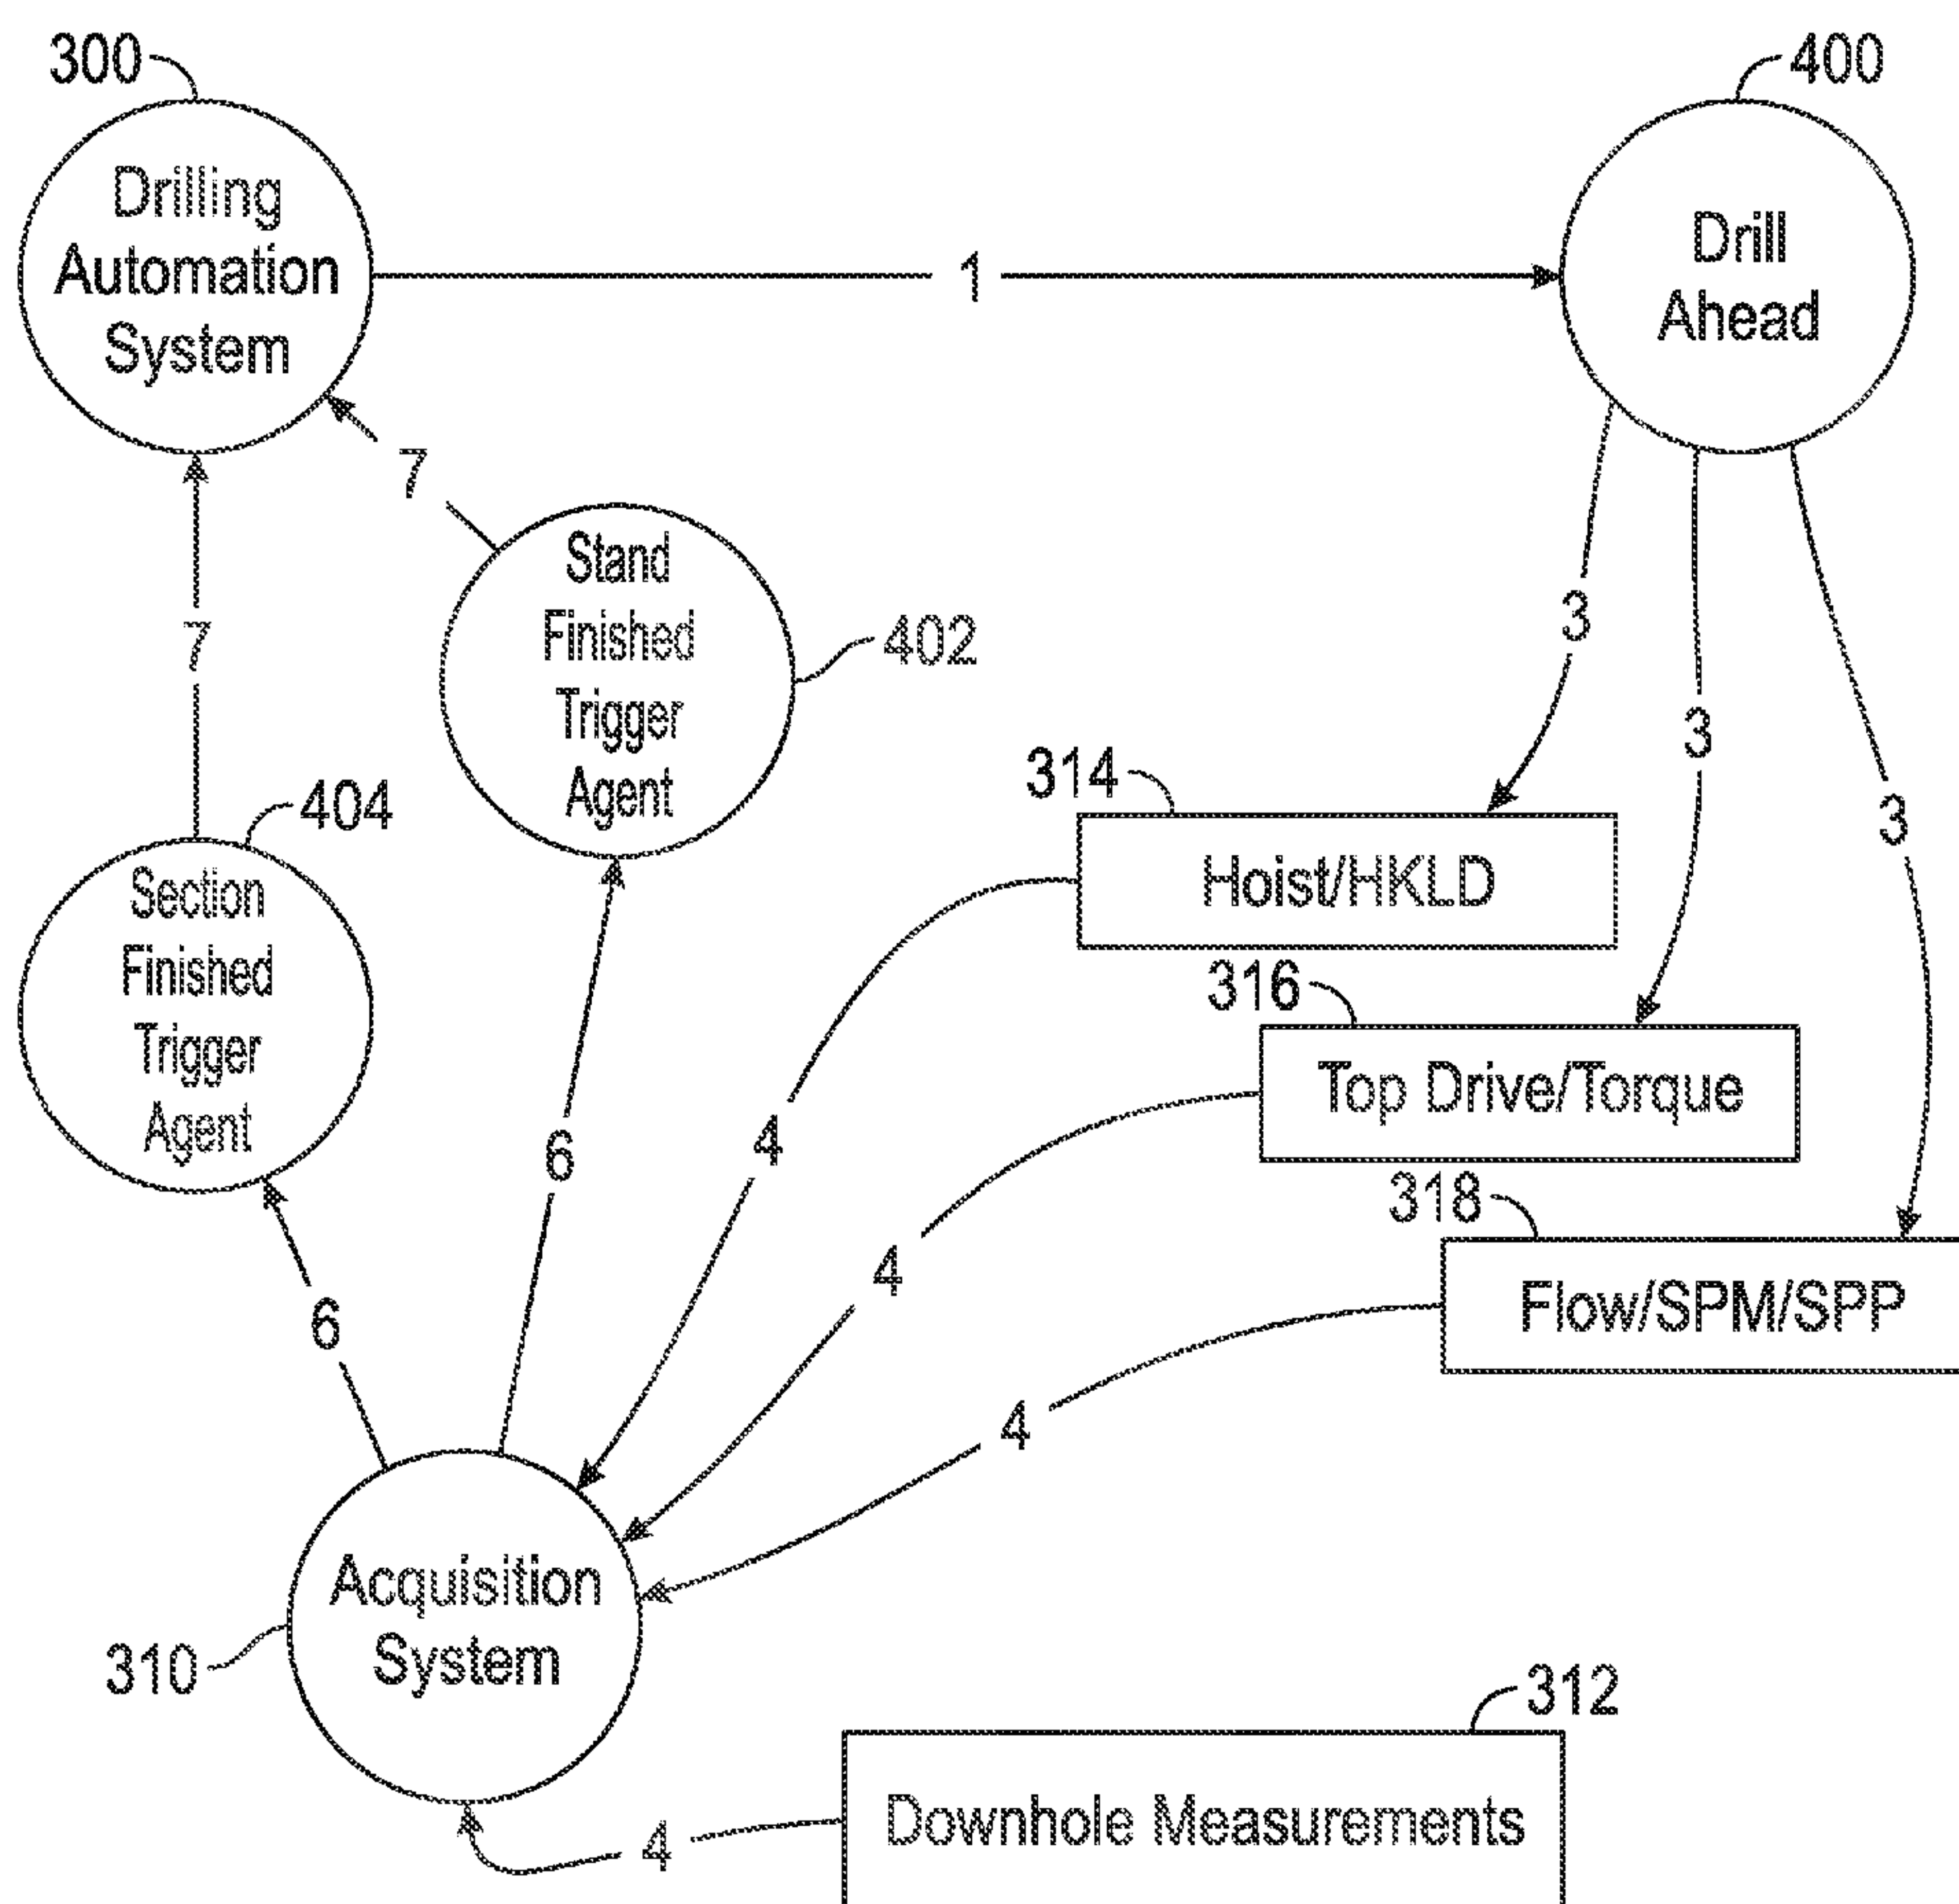 300
400
Drilling
Automation
System
Drill
Ahead
1
7
7
Stand
Finished
Trigger
Agent
402
3
3
3
404
Section
Finished
Trigger
Agent
314
Hoist/HKLD
316
Top Drive/Torque
318
Flow/SPM/SPP
6
6
4
4
4
Acquisition
System
310
312
Downhole Measurements
4